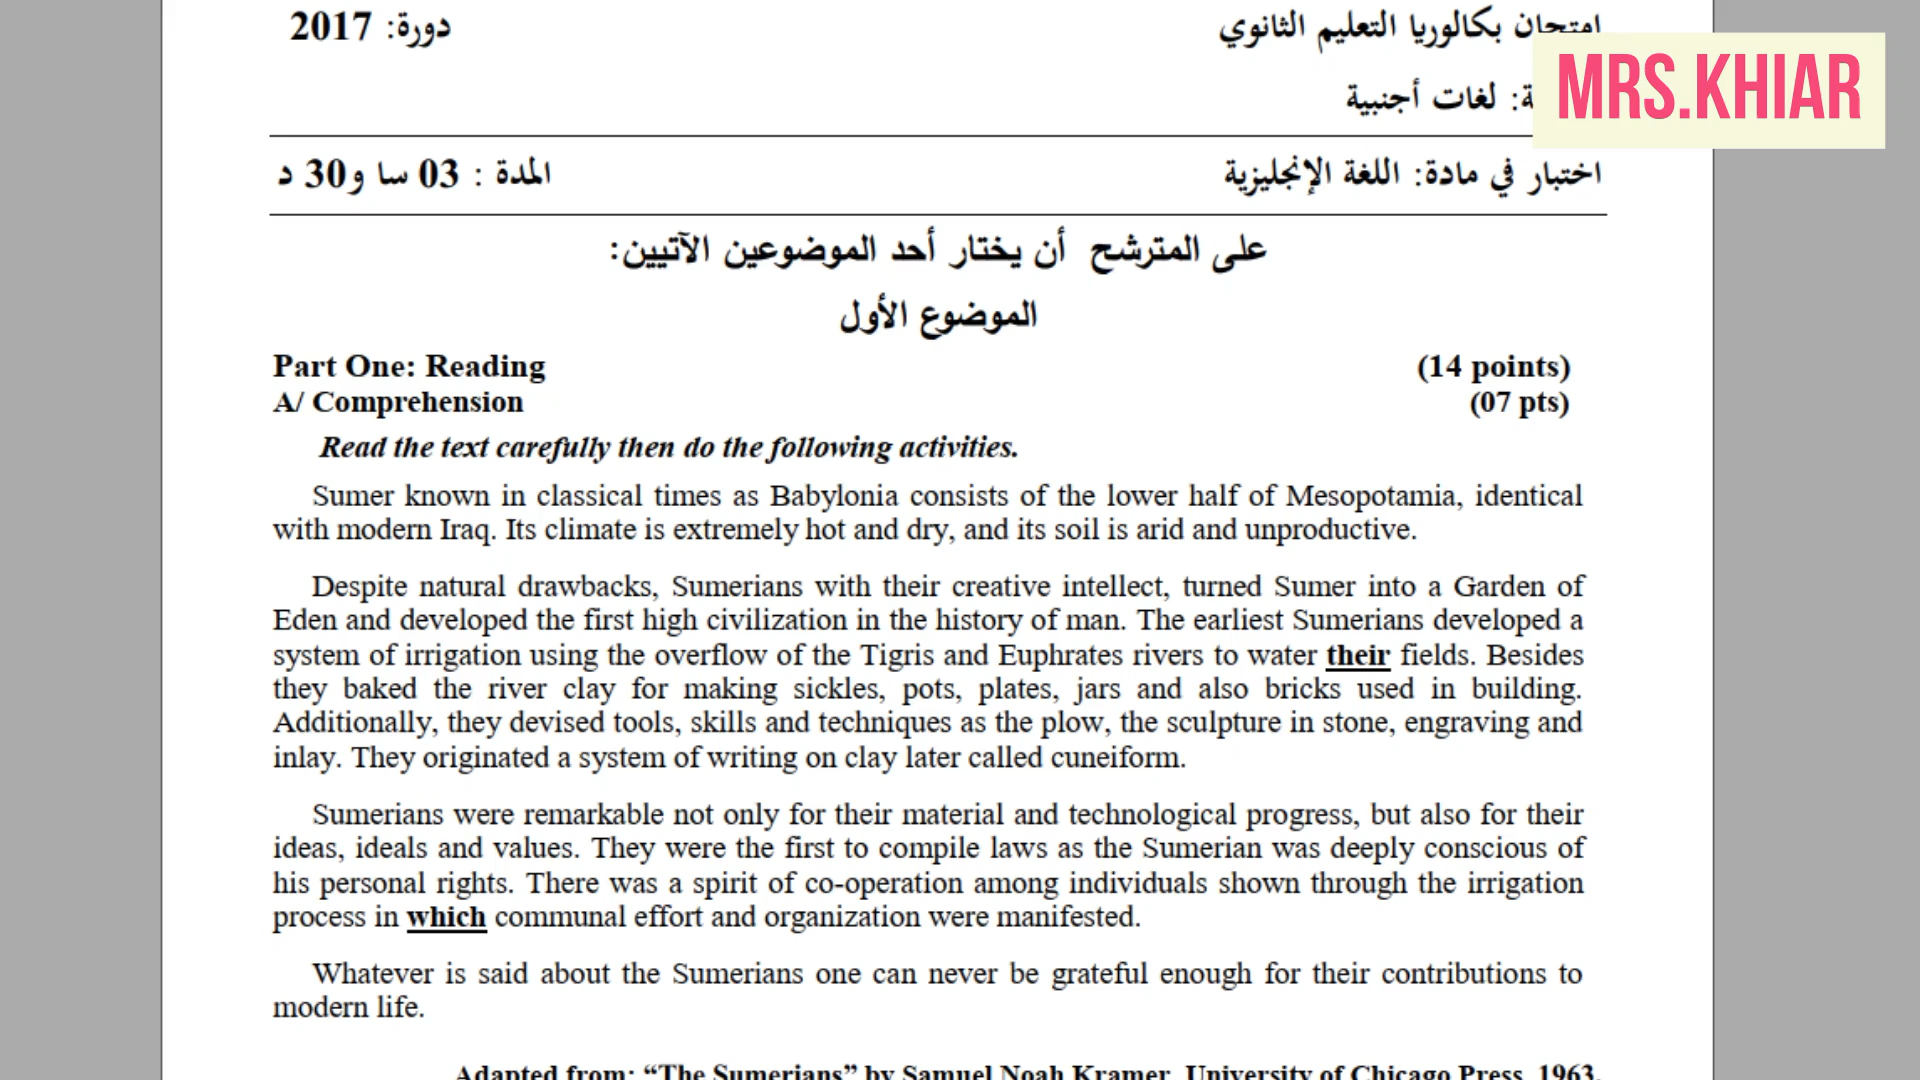 امتحان بكالوريا التعليم الثانوي دورة: 2017
MRS.KHIAR
لغات أجنبية
اختبار في مادة: اللغة الإنجليزية المدة : 03 سا و30 د
على المترشح أن يختار أحد الموضوعين الآتيين:
الموضوع الأول
Part One: Reading (14 points)
A/ Comprehension (07 pts)
Read the text carefully then do the following activities.
Sumer known in classical times as Babylonia consists of the lower half of Mesopotamia, identical
with modern Iraq. Its climate is extremely hot and dry, and its soil is arid and unproductive.
Despite natural drawbacks, Sumerians with their creative intellect, turned Sumer into a Garden of
Eden and developed the first high civilization in the history of man. The earliest Sumerians developed a
system of irrigation using the overflow of the Tigris and Euphrates rivers to water their fields. Besides
they baked the river clay for making sickles, pots, plates, jars and also bricks used in building.
Additionally, they devised tools, skills and techniques as the plow, the sculpture in stone, engraving and
inlay. They originated a system of writing on clay later called cuneiform.
Sumerians were remarkable not only for their material and technological progress, but also for their
ideas, ideals and values. They were the first to compile laws as the Sumerian was deeply conscious of
his personal rights. There was a spirit of co-operation among individuals shown through the irrigation
process in which communal effort and organization were manifested.
Whatever is said about the Sumerians one can never be grateful enough for their contributions to
modern life.
Adapted from: “The Sumerians” by Samuel Noah Kramer, University of Chicago Press, 1963.